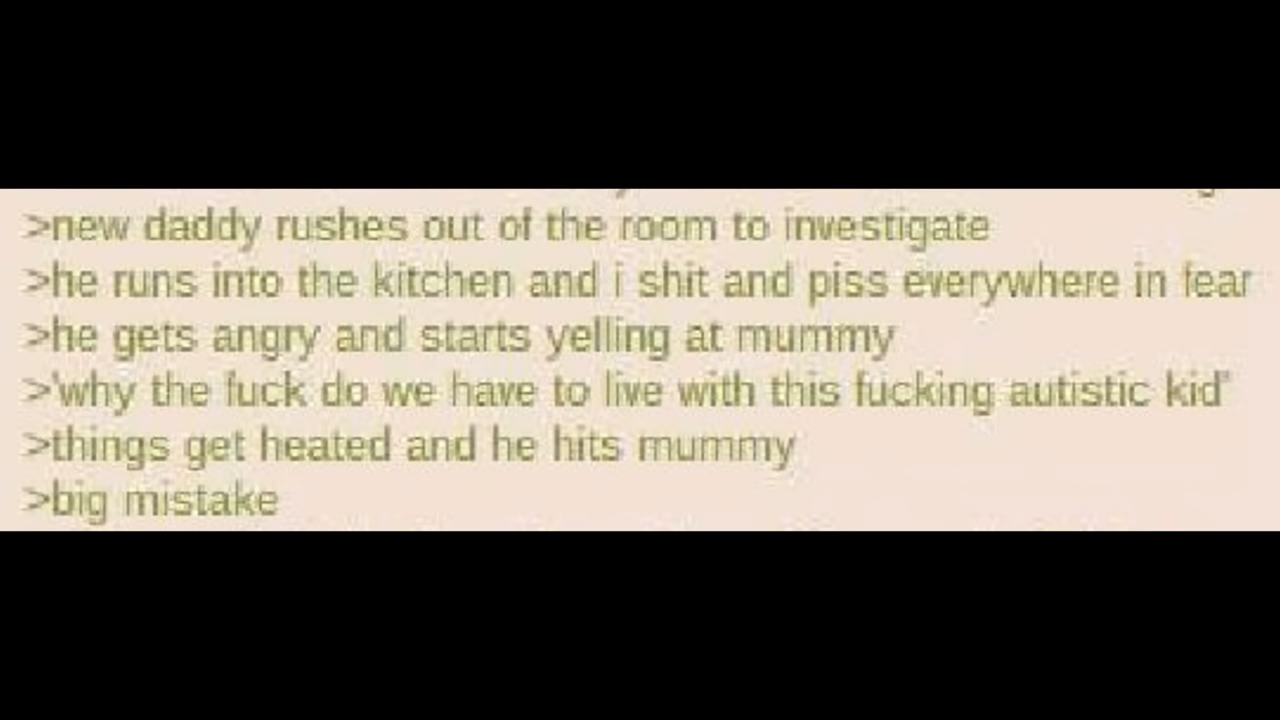 >new daddy rushes out of the room to investigate
>he runs into the kitchen and i shit and piss everywhere in fear
>he gets angry and starts yelling at mummy
>'why the fuck do we have to live with this fucking autistic kid'
>things get heated and he hits mummy
>big mistake